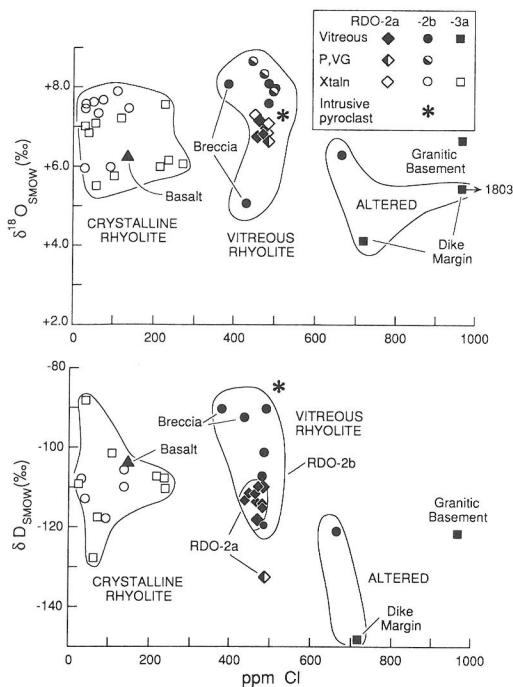 RDO-2a -2b -3a
Vitreous
P,VG
Xtaln
Intrusive
pyroclast *
+8.0
+6.0
+4.0
+2.0
δ18O SMOW (‰)
Breccia
Basalt
CRYSTALLINE
RHYOLITE
VITREOUS
RHYOLITE
ALTERED
Granitic
Basement
1803
Dike
Margin
0 200 400 600 800 1000
-80
-100
-120
-140
δ D SMOW (‰)
Breccia
Basalt
VITREOUS
RHYOLITE
RDO-2b
RDO-2a
CRYSTALLINE
RHYOLITE
Granitic
Basement
ALTERED
Dike
Margin
0 200 400 600 800 1000
ppm Cl